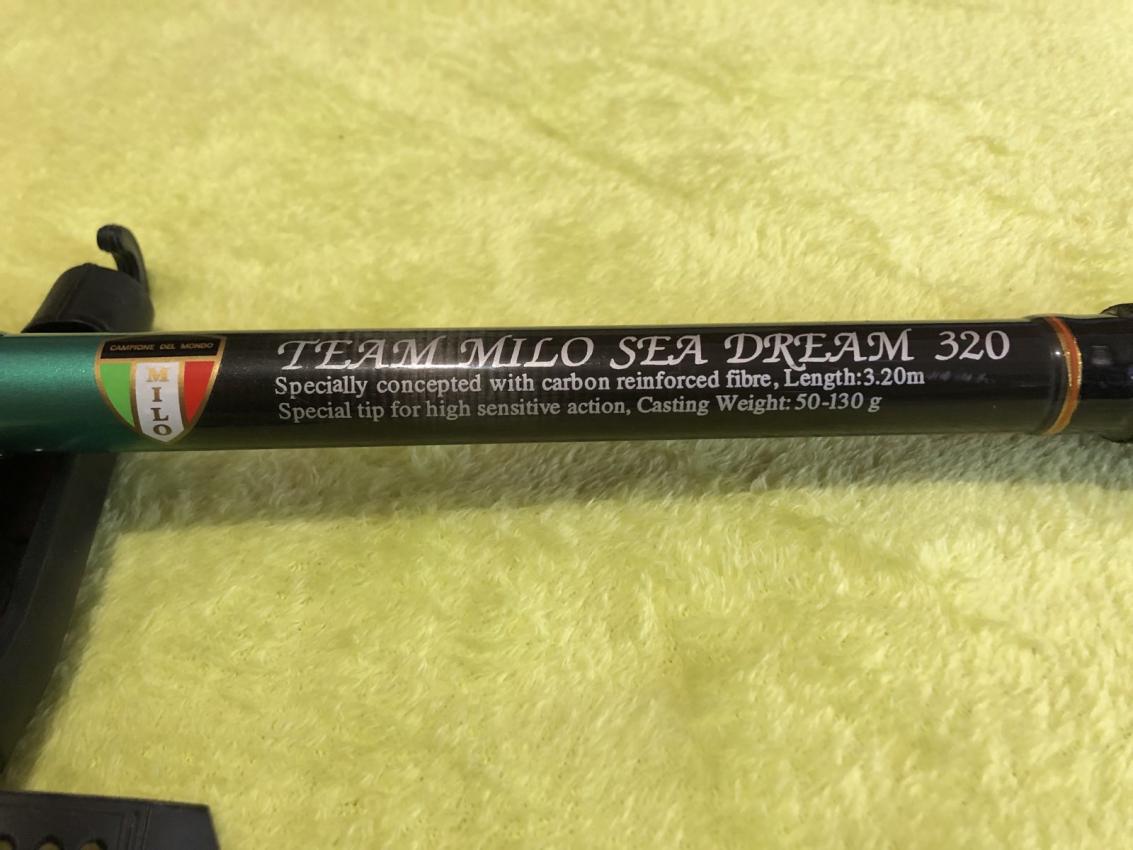 CAMPIONE DEL MONDO
MILO
TEAM MILO SEA DREAM 320
Specially concepted with carbon reinforced fibre, Length:3.20m
Special tip for high sensitive action, Casting Weight: 50-130 g